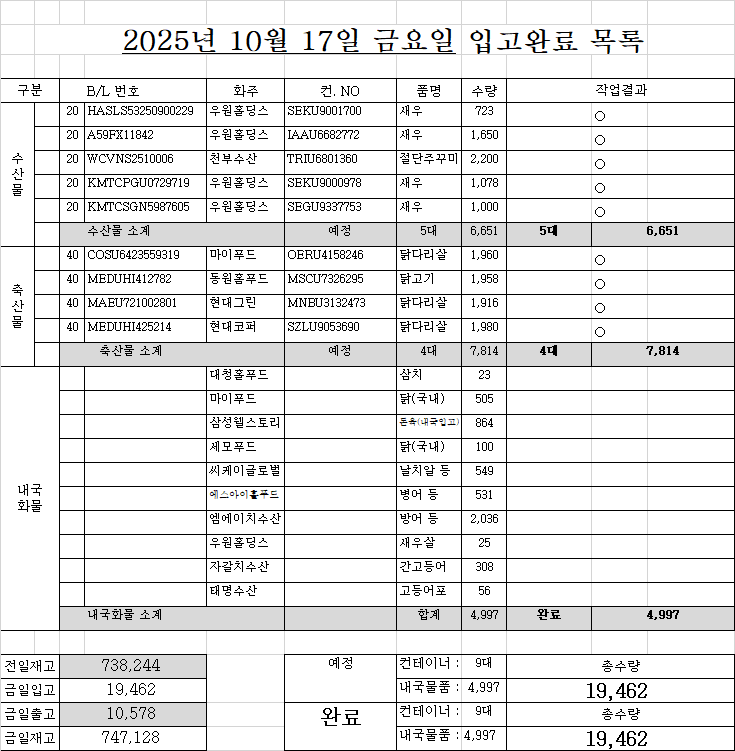 2025년 10월 17일 금요일 입고완료 목록
구분 B/L 번호 화주 컨. NO 품명 수량 작업결과
수산물
20 HASLS53250900229 우원홀딩스 SEKU9001700 새우 723 ○
20 A59FX11842 우원홀딩스 IAAU6682772 새우 1,650 ○
20 WCVNS2510006 천부수산 TRIU6801360 절단주꾸미 2,200 ○
20 KMTCPGU0729719 우원홀딩스 SEKU9000978 새우 1,078 ○
20 KMTCSGN5987605 우원홀딩스 SEGU9337753 새우 1,000 ○
수산물 소계 예정 5대 6,651 5대 6,651
축산물
40 COSU6423559319 마이푸드 OERU4158246 닭다리살 1,960 ○
40 MEDUHI412782 동원홈푸드 MSCU7326295 닭고기 1,958 ○
40 MAEU721002801 현대그린 MNBU3132473 닭다리살 1,916 ○
40 MEDUHI425214 현대코퍼 SZLU9053690 닭다리살 1,980 ○
축산물 소계 예정 4대 7,814 4대 7,814
내국화물
대청홀푸드 삼치 23
마이푸드 닭(국내) 505
삼성웰스토리 돈육(내국입고) 864
세모푸드 닭(국내) 100
씨케이글로벌 날치알 등 549
에스아이홀푸드 병어 등 531
엠에이치수산 방어 등 2,036
우원홀딩스 새우살 25
자갈치수산 간고등어 308
태명수산 고등어포 56
내국화물 소계 합계 4,997 완료 4,997
전일재고 738,244 예정 컨테이너 : 9대 총수량
금일입고 19,462 내국물품 : 4,997 19,462
금일출고 10,578 완료 컨테이너 : 9대 총수량
금일재고 747,128 내국물품 : 4,997 19,462